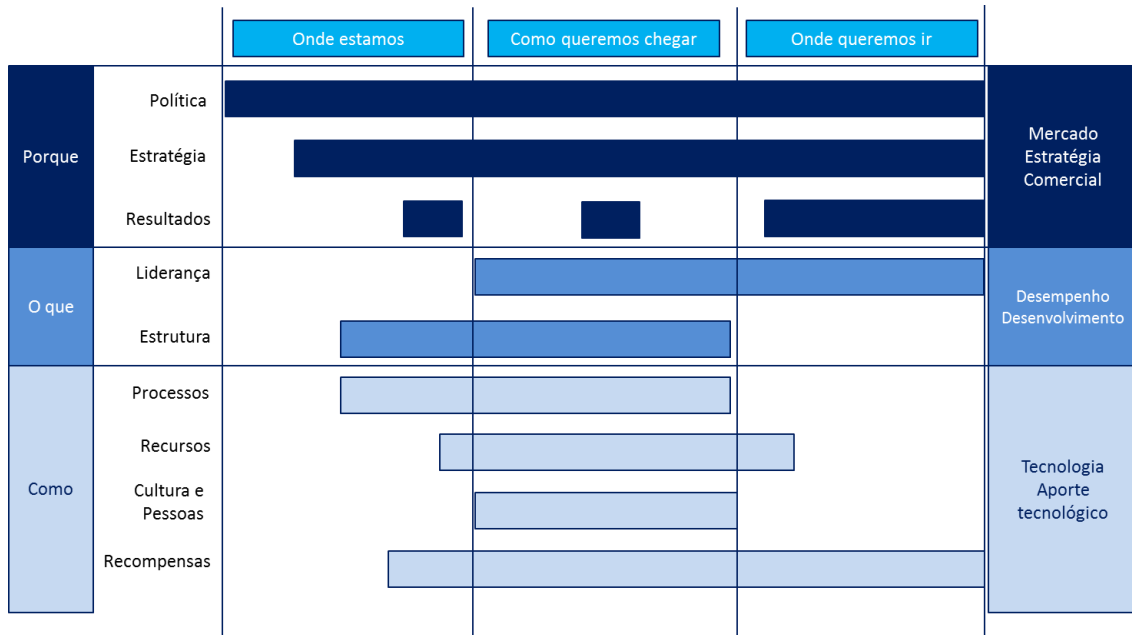 Onde estamos
Como queremos chegar
Onde queremos ir
Porque
Política
Estratégia
Resultados
Mercado
Estratégia
Comercial
O que
Liderança
Estrutura
Desempenho
Desenvolvimento
Como
Processos
Recursos
Cultura e
Pessoas
Recompensas
Tecnologia
Aporte
tecnológico